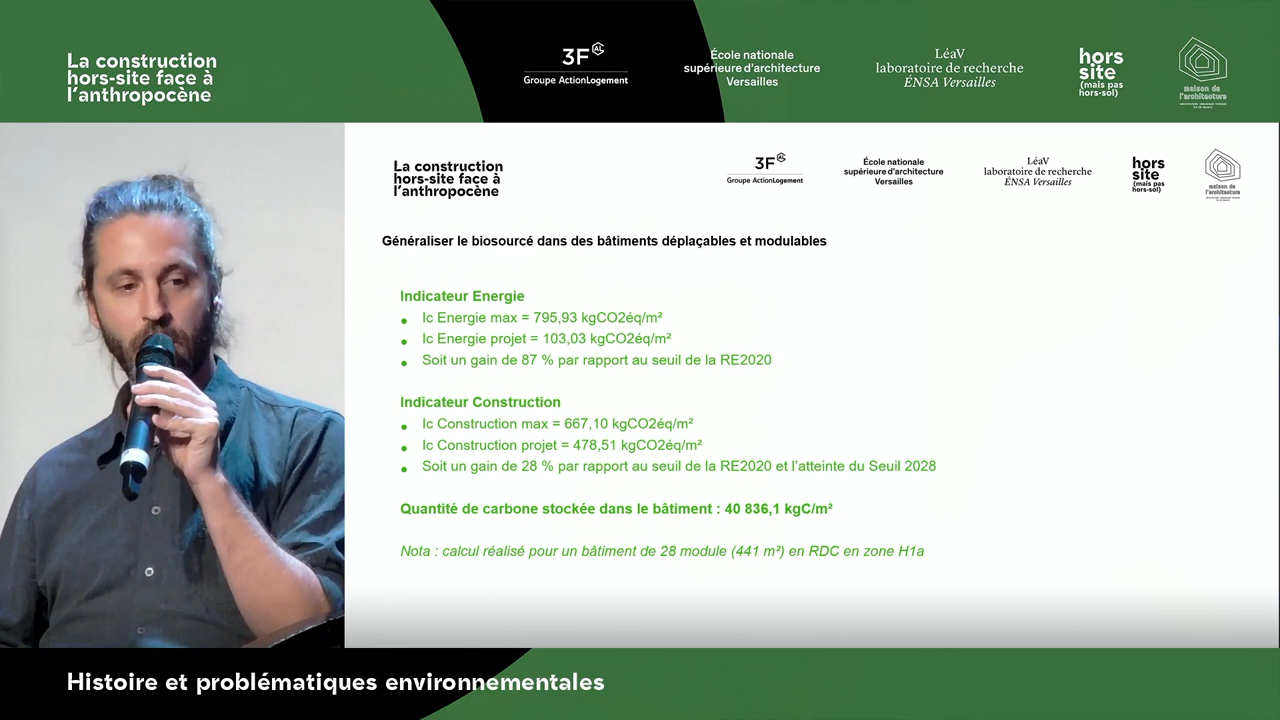 La construction
hors-site face à
l'anthropocène
3F AL
Groupe ActionLogement
École nationale
supérieure d'architecture
Versailles
LéaV
laboratoire de recherche
ÉNSA Versailles
hors
site
(mais pas
hors-sol)
maison de
l'architecture
La construction
hors-site face à
l'anthropocène
3F AL
Groupe ActionLogement
École nationale
supérieure d'architecture
Versailles
LéaV
laboratoire de recherche
ÉNSA Versailles
hors
site
(mais pas
hors-sol)
maison de
l'architecture
Généraliser le biosourcé dans des bâtiments déplaçables et modulables
Indicateur Energie
• Ic Energie max = 795,93 kgCO2éq/m²
• Ic Energie projet = 103,03 kgCO2éq/m²
• Soit un gain de 87 % par rapport au seuil de la RE2020
Indicateur Construction
• Ic Construction max = 667,10 kgCO2éq/m²
• Ic Construction projet = 478,51 kgCO2éq/m²
• Soit un gain de 28 % par rapport au seuil de la RE2020 et l'atteinte du Seuil 2028
Quantité de carbone stockée dans le bâtiment : 40 836,1 kgC/m²
Nota : calcul réalisé pour un bâtiment de 28 module (441 m²) en RDC en zone H1a
Histoire et problématiques environnementales